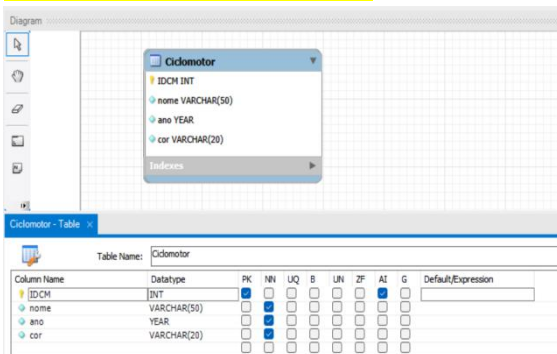 Diagram
Ciclomotor
IDCM INT
nome VARCHAR(50)
ano YEAR
cor VARCHAR(20)
Indexes
Ciclomotor - Table
Table Name: Ciclomotor
Column Name Datatype PK NN UQ B UN ZF AI G Default/Expression
IDCM INT
nome VARCHAR(50)
ano YEAR
cor VARCHAR(20)